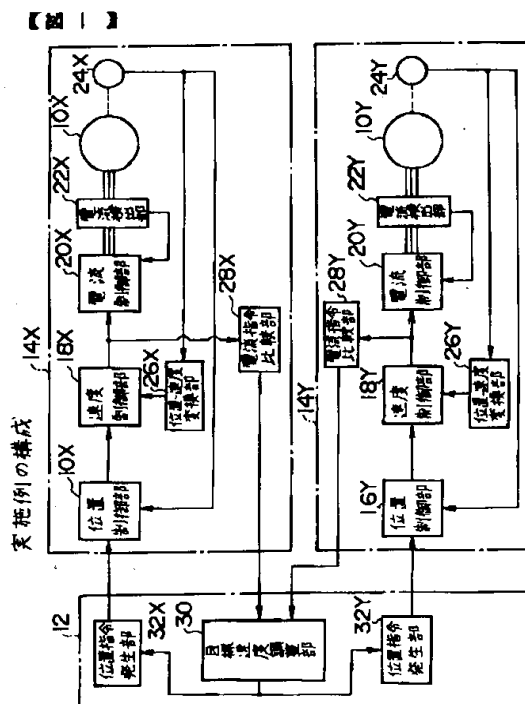 【図 1】
実施例の構成
12
位置指令
発生部
32X
30
目標速度調整部
位置指令
発生部
32Y
14X
10X
位置
制御部
18X
速度
制御部
26X
位置-速度
変換部
28X
電流指令
比較部
20X
電流
制御部
22X
電流検出部
10X
24X
14Y
16Y
位置
制御部
18Y
速度
制御部
26Y
位置-速度
変換部
28Y
電流指令
比較部
20Y
電流
制御部
22Y
電流検出部
10Y
24Y